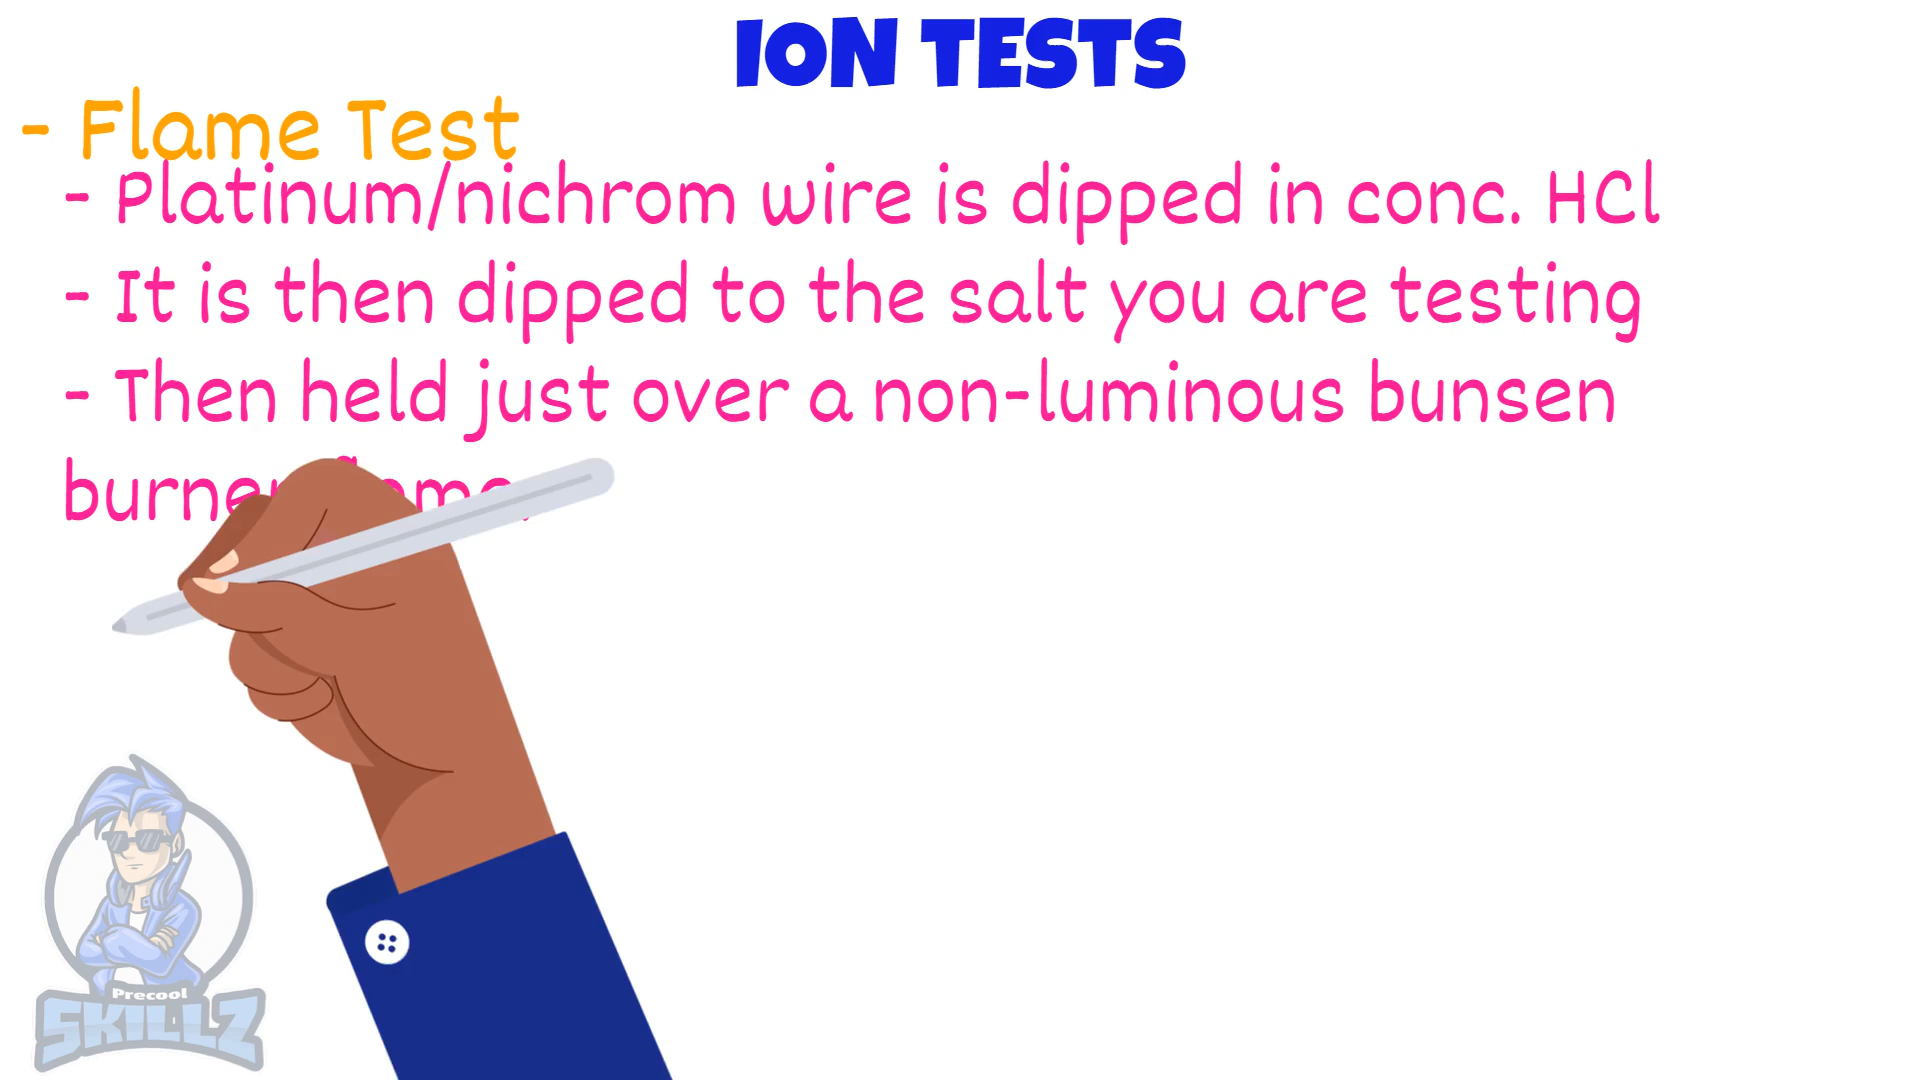 ION TESTS
- Flame Test
- Platinum/nichrom wire is dipped in conc. HCl
- It is then dipped to the salt you are testing
- Then held just over a non-luminous bunsen
burner
Precool
SKILLZ